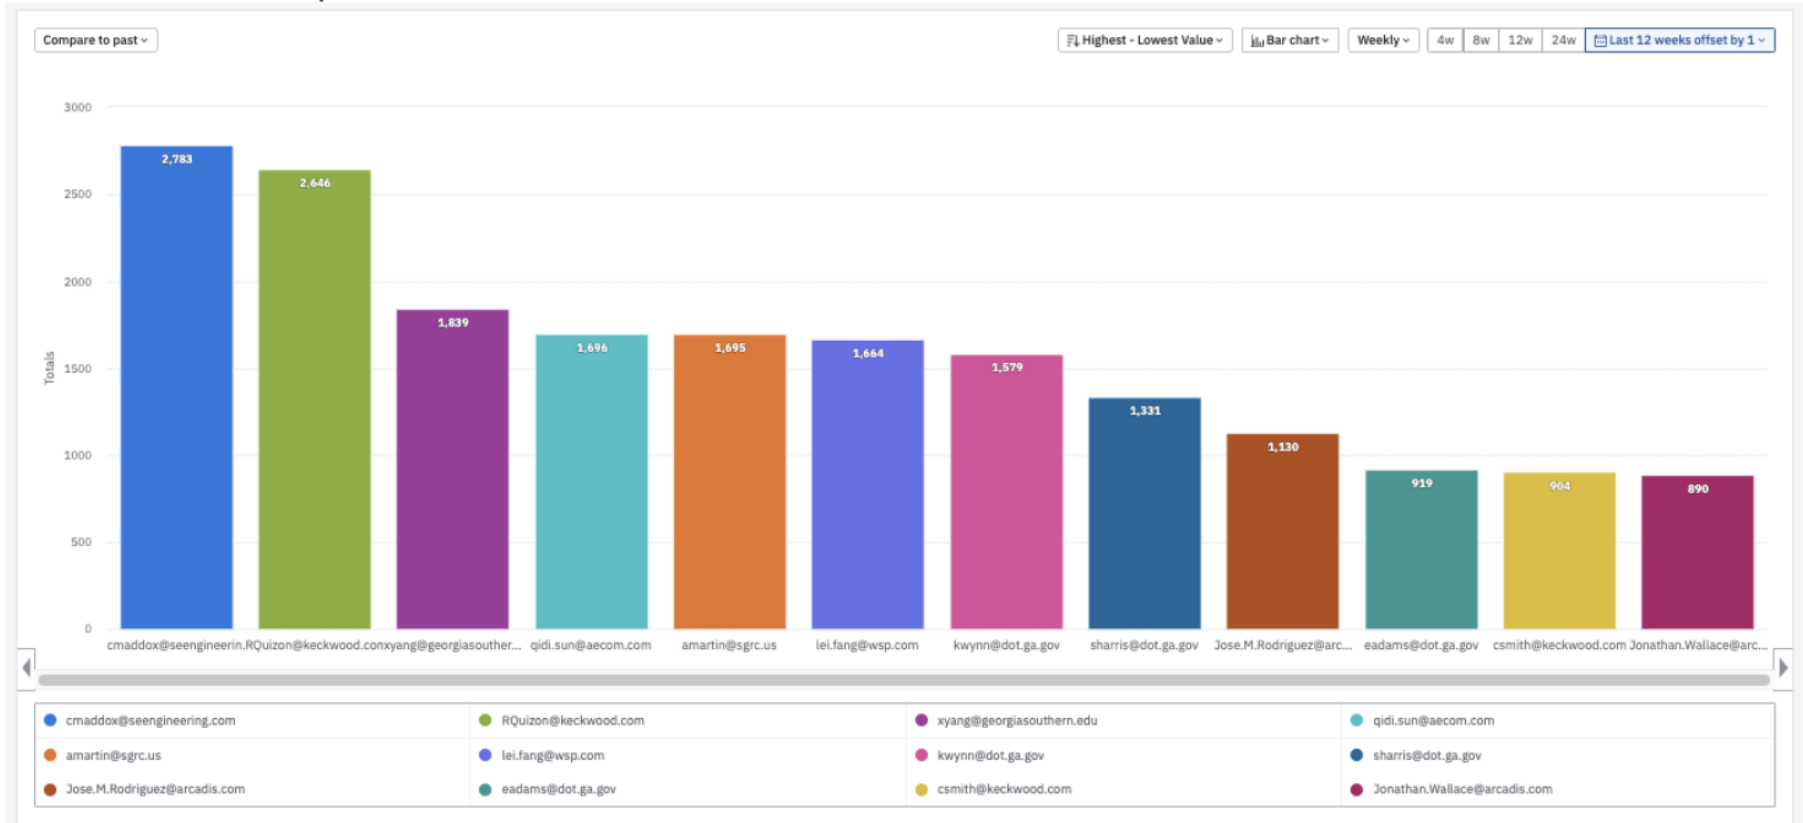 Compare to past
Highest - Lowest Value
Bar chart
Weekly
4w
8w
12w
24w
Last 12 weeks offset by 1
3000
2500
2000
1500
1000
500
0
Totals
2,783
2,646
1,839
1,696
1,695
1,664
1,579
1,331
1,130
919
904
890
cmaddox@seengineerin.
RQuizon@keckwood.con
xyang@georgiasouther...
qidi.sun@aecom.com
amartin@sgrc.us
lei.fang@wsp.com
kwynn@dot.ga.gov
sharris@dot.ga.gov
Jose.M.Rodriguez@arc...
eadams@dot.ga.gov
csmith@keckwood.com
Jonathan.Wallace@arc...
cmaddox@seengineering.com
RQuizon@keckwood.com
xyang@georgiasouthern.edu
qidi.sun@aecom.com
amartin@sgrc.us
lei.fang@wsp.com
kwynn@dot.ga.gov
sharris@dot.ga.gov
Jose.M.Rodriguez@arcadis.com
eadams@dot.ga.gov
csmith@keckwood.com
Jonathan.Wallace@arcadis.com